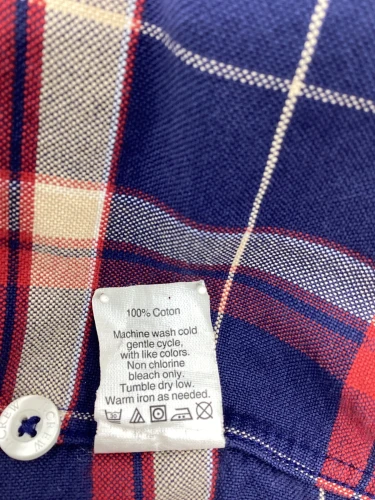 100% Coton
Machine wash cold
gentle cycle,
with like colors.
Non chlorine
bleach only.
Tumble dry low.
Warm iron as needed.
CREW